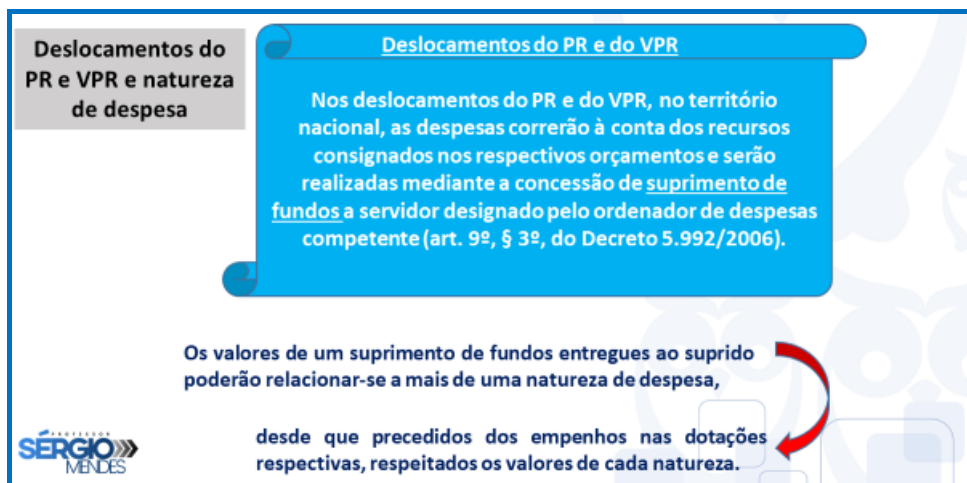 Deslocamentos do
PR e VPR e natureza
de despesa
Deslocamentos do PR e do VPR
Nos deslocamentos do PR e do VPR, no território
nacional, as despesas correrão à conta dos recursos
consignados nos respectivos orçamentos e serão
realizadas mediante a concessão de suprimento de
fundos a servidor designado pelo ordenador de despesas
competente (art. 9º, § 3º, do Decreto 5.992/2006).
Os valores de um suprimento de fundos entregues ao suprido
poderão relacionar-se a mais de uma natureza de despesa,
desde que precedidos dos empenhos nas dotações
respectivas, respeitados os valores de cada natureza.
PROFESSOR
SÉRGIO
MENDES